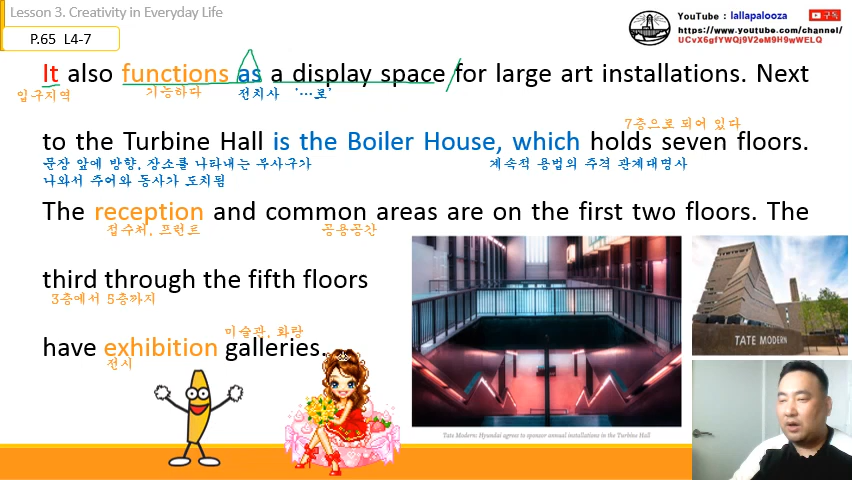 Lesson 3. Creativity in Everyday Life
P.65 L4-7
YouTube : lallapalooza 구독
https://www.youtube.com/channel/
UCvX6gfYWQj9V2eM9H9wWELQ
It also functions as a display space for large art installations. Next
입구지역 기능하다 전치사 '…로'
7층으로 되어 있다
to the Turbine Hall is the Boiler House, which holds seven floors.
문장 앞에 방향, 장소를 나타내는 부사구가 계속적 용법의 주격 관계대명사
나와서 주어와 동사가 도치됨
The reception and common areas are on the first two floors. The
접수처, 프런트 공용공간
third through the fifth floors
3층에서 5층까지
미술관, 화랑
have exhibition galleries.
전시
TATE MODERN
Tate Modern: Hyundai agrees to sponsor annual installations in the Turbine Hall